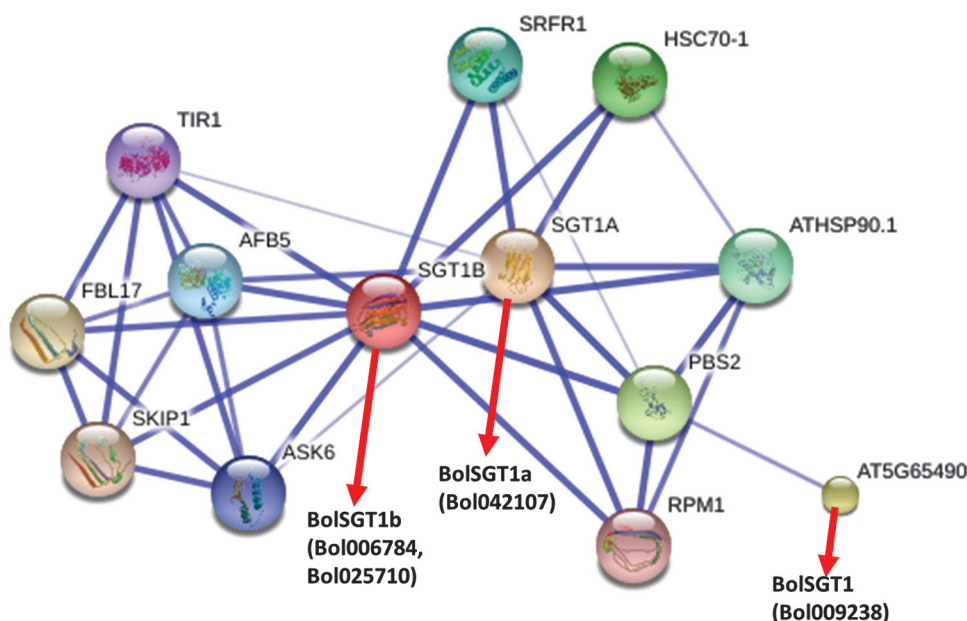 SRFR1
HSC70-1
TIR1
SGT1A
AFB5
ATHSP90.1
SGT1B
FBL17
PBS2
SKIP1
ASK6
AT5G65490
BolSGT1a
(Bol042107)
RPM1
BolSGT1b
(Bol006784,
Bol025710)
BolSGT1
(Bol009238)